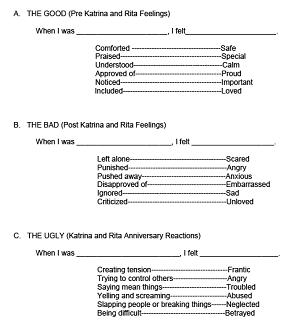 A. THE GOOD (Pre Katrina and Rita Feelings)
When I was ____________________, I felt____________________.
Comforted ------------------------------------Safe
Praised-----------------------------------------Special
Understood------------------------------------Calm
Approved of-----------------------------------Proud
Noticed-----------------------------------------Important
Included----------------------------------------Loved
B. THE BAD (Post Katrina and Rita Feelings)
When I was ____________________, I felt ____________________.
Left alone---------------------------------------Scared
Punished----------------------------------------Angry
Pushed away-----------------------------------Anxious
Disapproved of---------------------------------Embarrassed
Ignored------------------------------------------Sad
Criticized----------------------------------------Unloved
C. THE UGLY (Katrina and Rita Anniversary Reactions)
When I was ____________________, I felt ____________________.
Creating tension-------------------------------Frantic
Trying to control others----------------------Angry
Saying mean things---------------------------Troubled
Yelling and screaming------------------------Abused
Slapping people or breaking things------Neglected
Being difficult-----------------------------------Betrayed